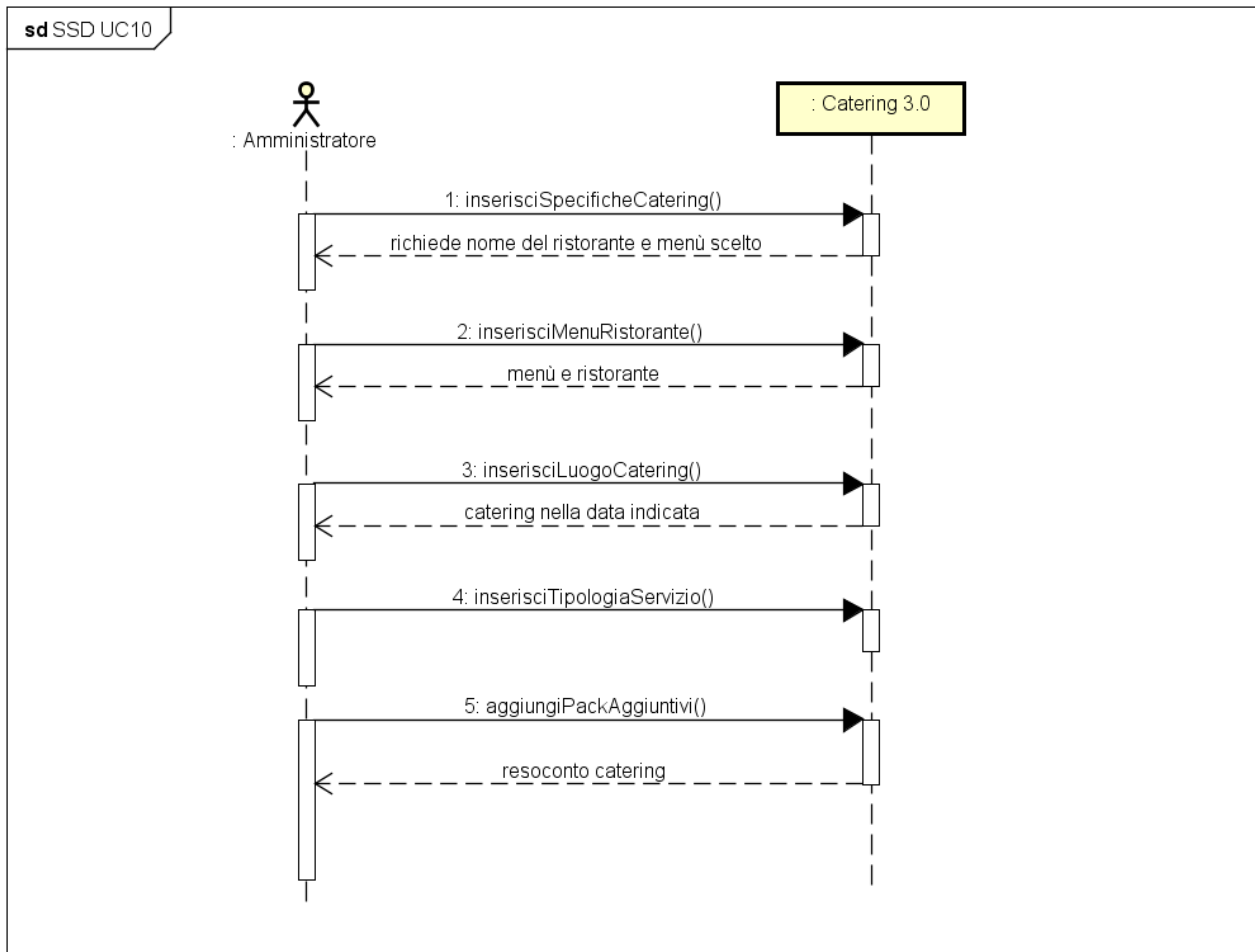 sd SSD UC10
: Amministratore
: Catering 3.0
1: inserisciSpecificheCatering()
richiede nome del ristorante e menù scelto
2: inserisciMenuRistorante()
menù e ristorante
3: inserisciLuogoCatering()
catering nella data indicata
4: inserisciTipologiaServizio()
5: aggiungiPackAggiuntivi()
resoconto catering